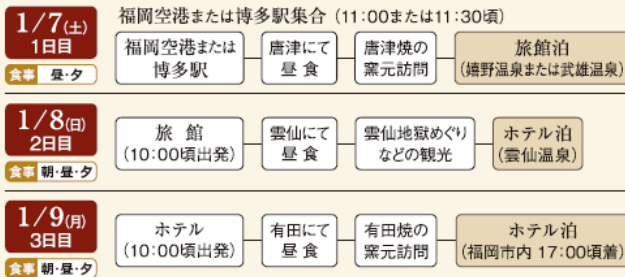 1/7(土)
1日目
食事 昼・夕
福岡空港または博多駅集合(11:00または11:30頃)
福岡空港または
博多駅
唐津にて
昼食
唐津焼の
窯元訪問
旅館泊
(嬉野温泉または武雄温泉)
1/8(日)
2日目
食事 朝・昼・夕
旅館
(10:00頃出発)
雲仙にて
昼食
雲仙地獄めぐり
などの観光
ホテル泊
(雲仙温泉)
1/9(月)
3日目
食事 朝・昼・夕
ホテル
(10:00頃出発)
有田にて
昼食
有田焼の
窯元訪問
ホテル泊
(福岡市内 17:00頃着)